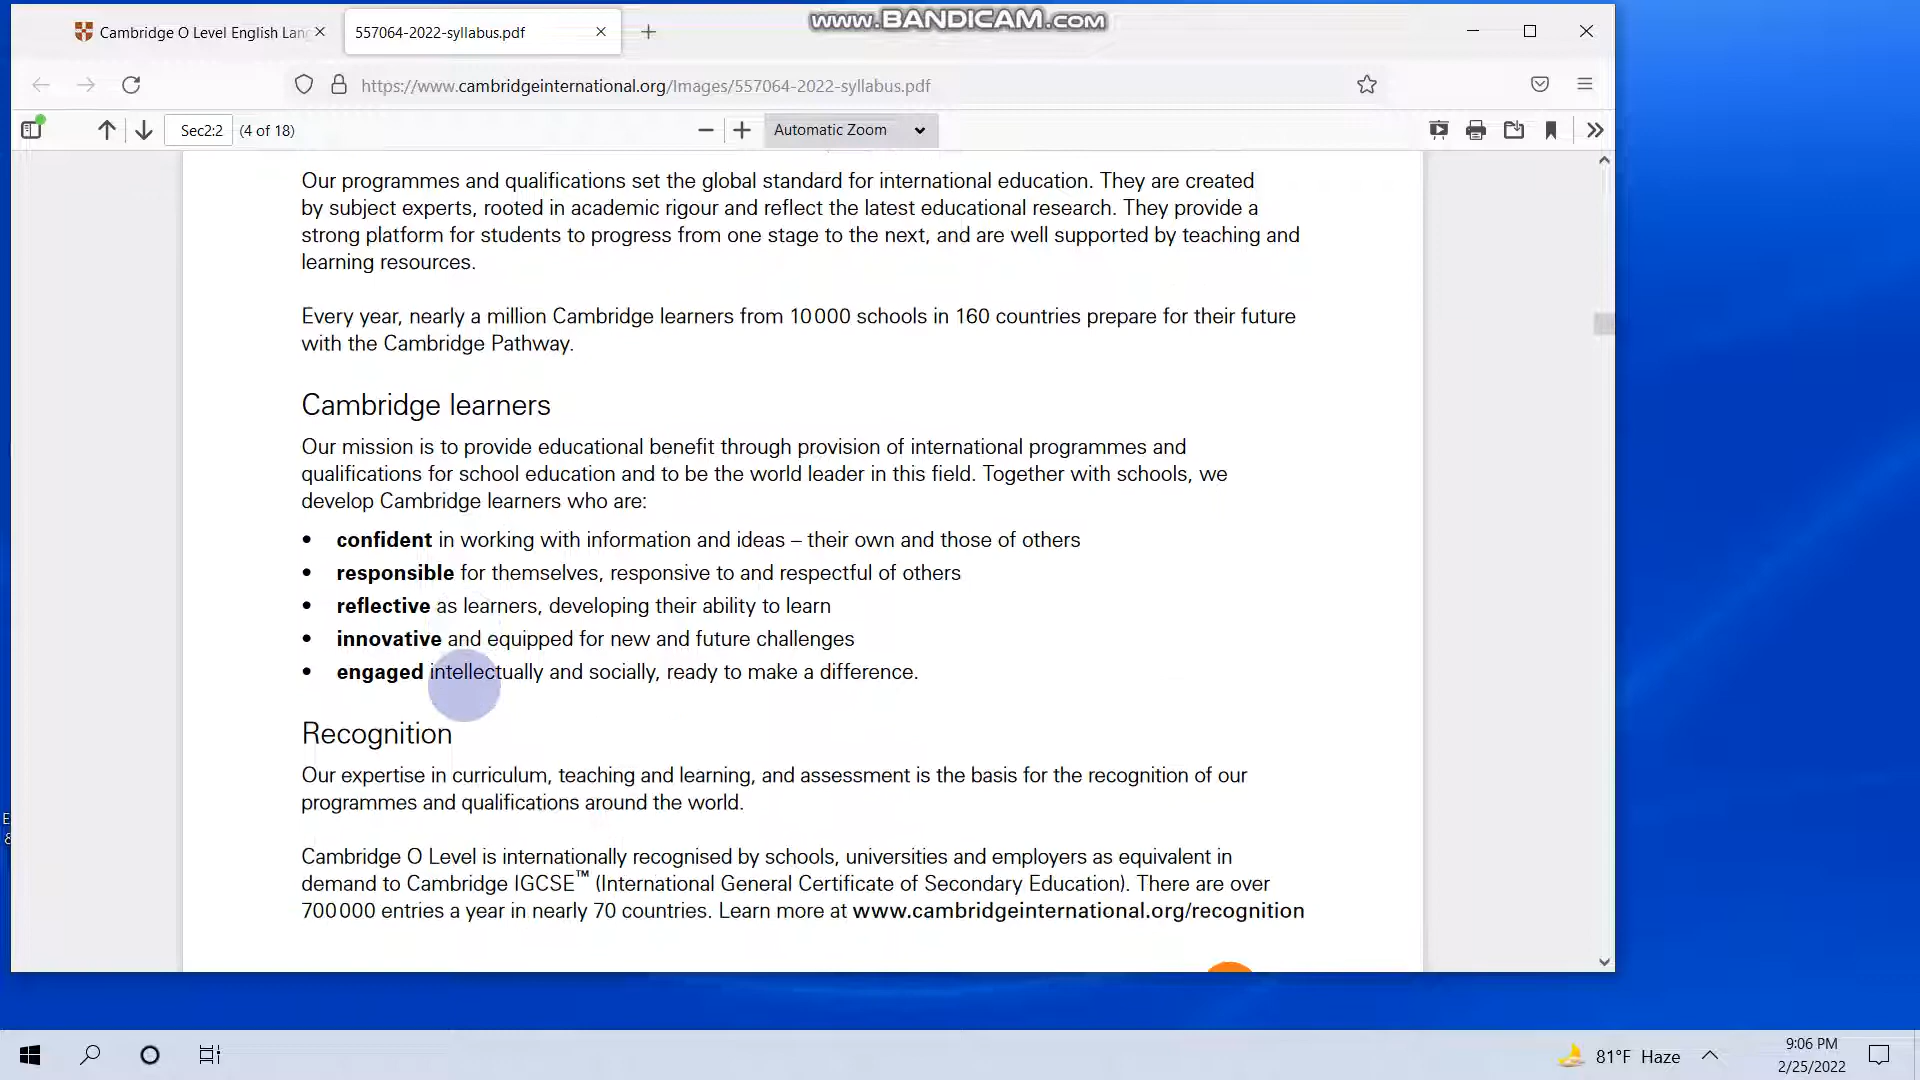 www.BANDICAM.com
Cambridge O Level English Lang
557064-2022-syllabus.pdf
https://www.cambridgeinternational.org/Images/557064-2022-syllabus.pdf
Sec2:2 (4 of 18)
Automatic Zoom
Our programmes and qualifications set the global standard for international education. They are created
by subject experts, rooted in academic rigour and reflect the latest educational research. They provide a
strong platform for students to progress from one stage to the next, and are well supported by teaching and
learning resources.
Every year, nearly a million Cambridge learners from 10 000 schools in 160 countries prepare for their future
with the Cambridge Pathway.
Cambridge learners
Our mission is to provide educational benefit through provision of international programmes and
qualifications for school education and to be the world leader in this field. Together with schools, we
develop Cambridge learners who are:
• confident in working with information and ideas – their own and those of others
• responsible for themselves, responsive to and respectful of others
• reflective as learners, developing their ability to learn
• innovative and equipped for new and future challenges
• engaged intellectually and socially, ready to make a difference.
Recognition
Our expertise in curriculum, teaching and learning, and assessment is the basis for the recognition of our
programmes and qualifications around the world.
Cambridge O Level is internationally recognised by schools, universities and employers as equivalent in
demand to Cambridge IGCSE™ (International General Certificate of Secondary Education). There are over
700 000 entries a year in nearly 70 countries. Learn more at www.cambridgeinternational.org/recognition
E
8
81°F Haze
9:06 PM
2/25/2022